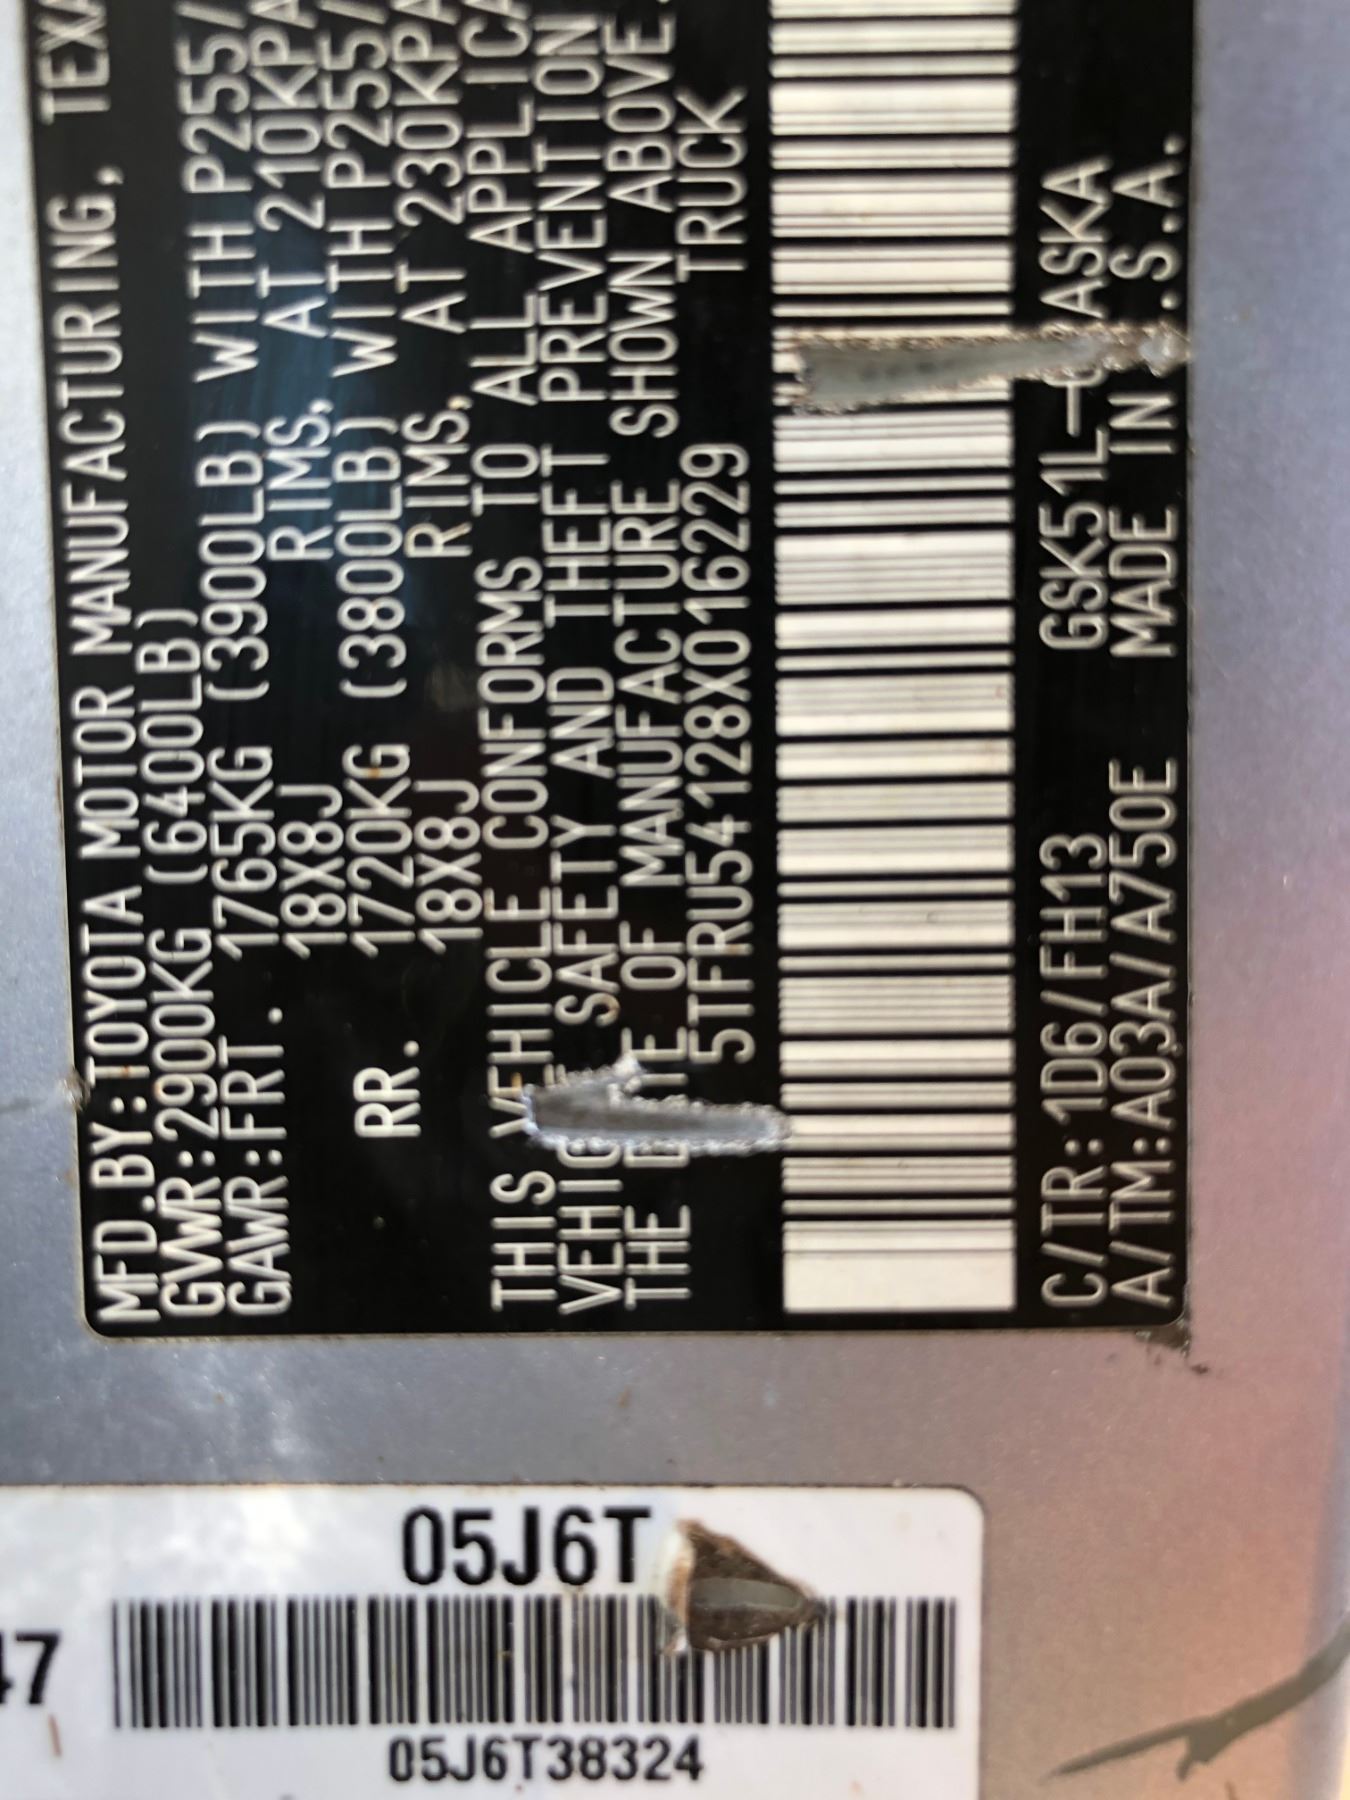 MFD.BY:TOYOTA MOTOR MANUFACTURING, TEXA
GVWR:2900KG (6400LB)
GAWR:FRT. 1765KG (3900LB) WITH P255/
18X8J RIMS, AT 210KPA
RR. 1720KG (3800LB) WITH P255/
18X8J RIMS, AT 230KPA
THIS VEHICLE CONFORMS TO ALL APPLICA
SAFETY AND THEFT PREVENTION
THE OF MANUFACTURE SHOWN ABOVE.
5TFRU54128X016229 TRUCK
C/TR:1D6/FH13 GSK51L- ASKA
A/TM:A03A/A750E MADE IN .S.A.
05J6T
47
05J6T38324